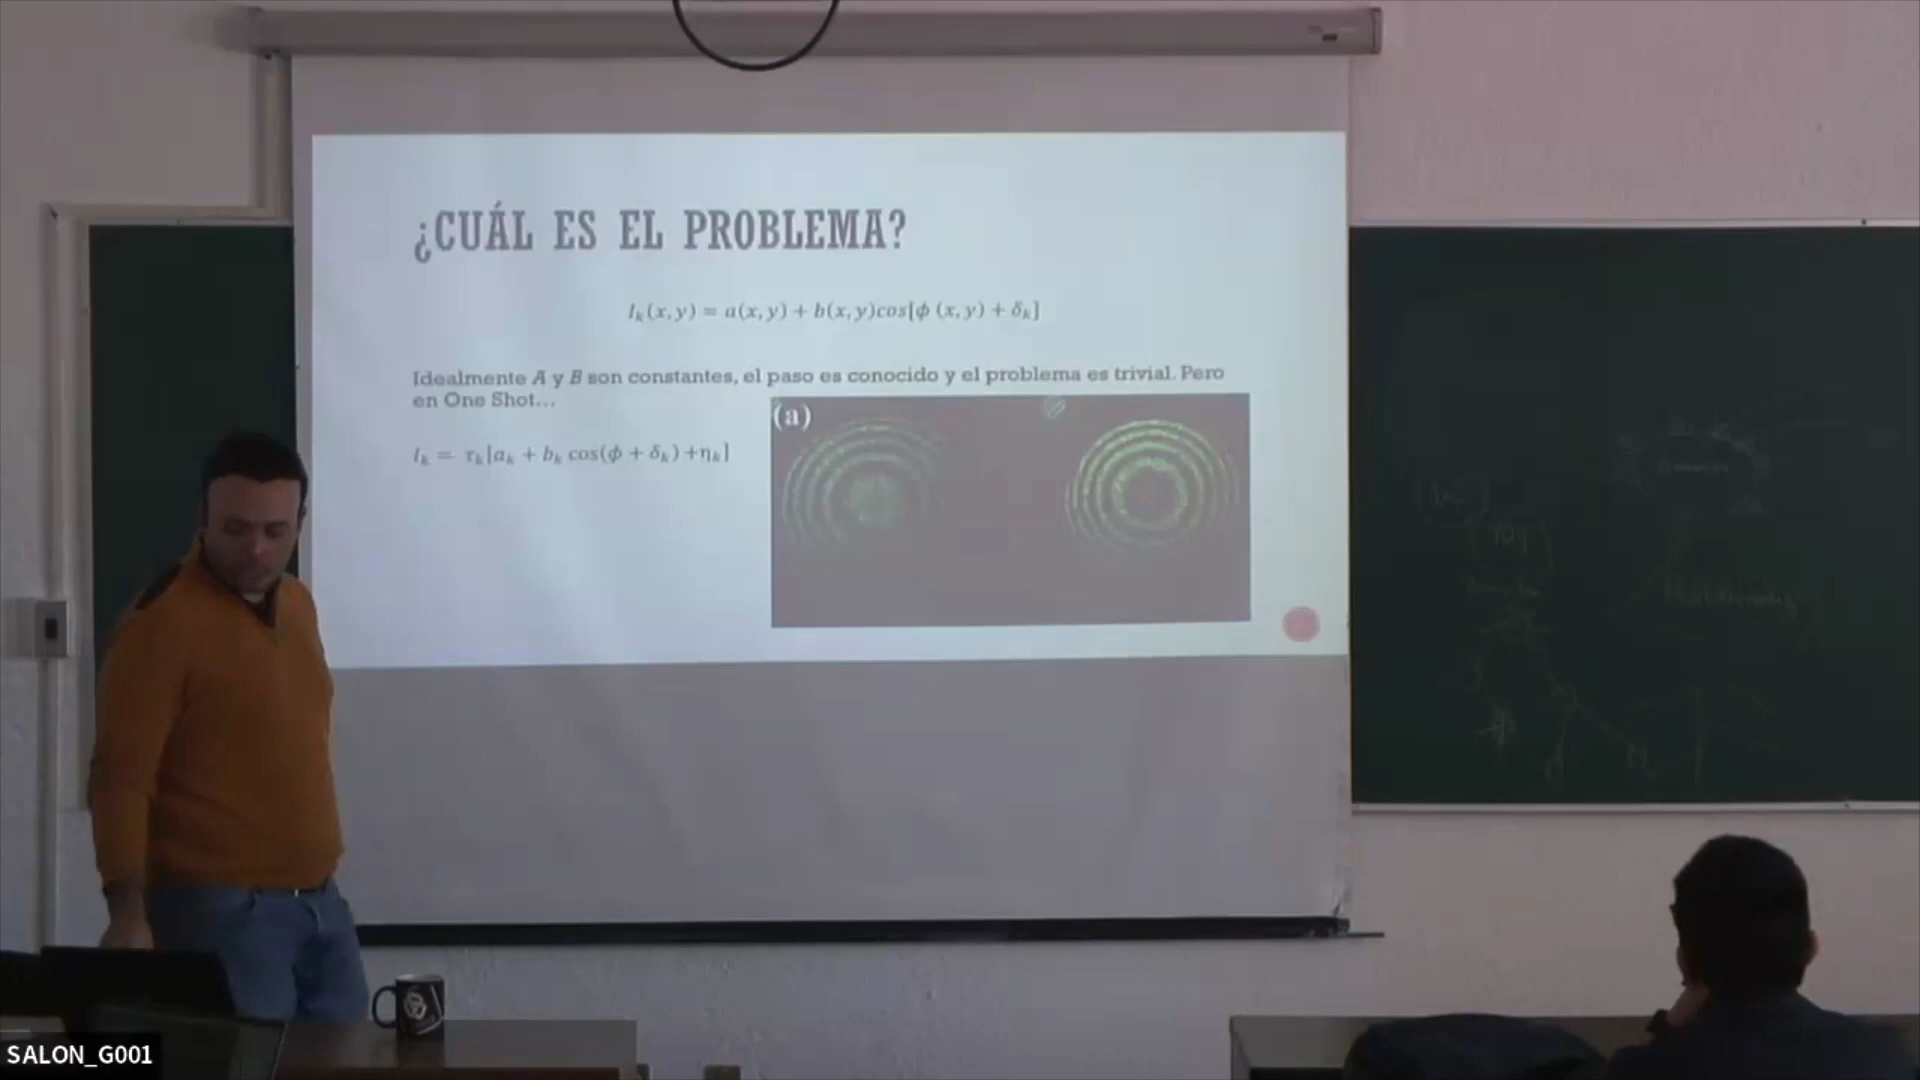 ¿CUÁL ES EL PROBLEMA?
I_k(x,y) = a(x,y) + b(x,y)cos[ϕ (x,y) + δ_k]
Idealmente A y B son constantes, el paso es conocido y el problema es trivial. Pero
en One Shot...
I_k = τ_k[a_k + b_k cos(ϕ + δ_k)+η_k]
(a)
SALON_G001